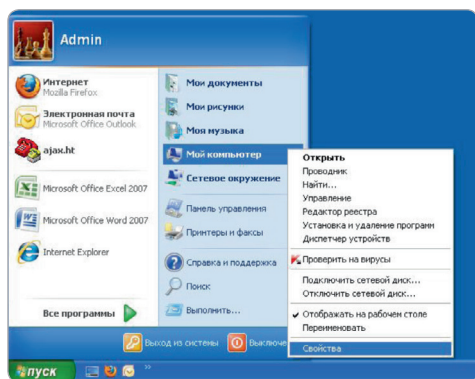 Admin
Интернет
Mozilla Firefox
Электронная почта
Microsoft Office Outlook
ajax.ht
Microsoft Office Excel 2007
Microsoft Office Word 2007
Internet Explorer
Все программы
Мои документы
Мои рисунки
Моя музыка
Мой компьютер
Сетевое окружение
Панель управления
Принтеры и факсы
Справка и поддержка
Поиск
Выполнить...
Открыть
Проводник
Найти...
Управление
Редактор реестра
Установка и удаление программ
Диспетчер устройств
Проверить на вирусы
Подключить сетевой диск...
Отключить сетевой диск...
Отображать на рабочем столе
Переименовать
Свойства
Выход из системы
Выключе
пуск